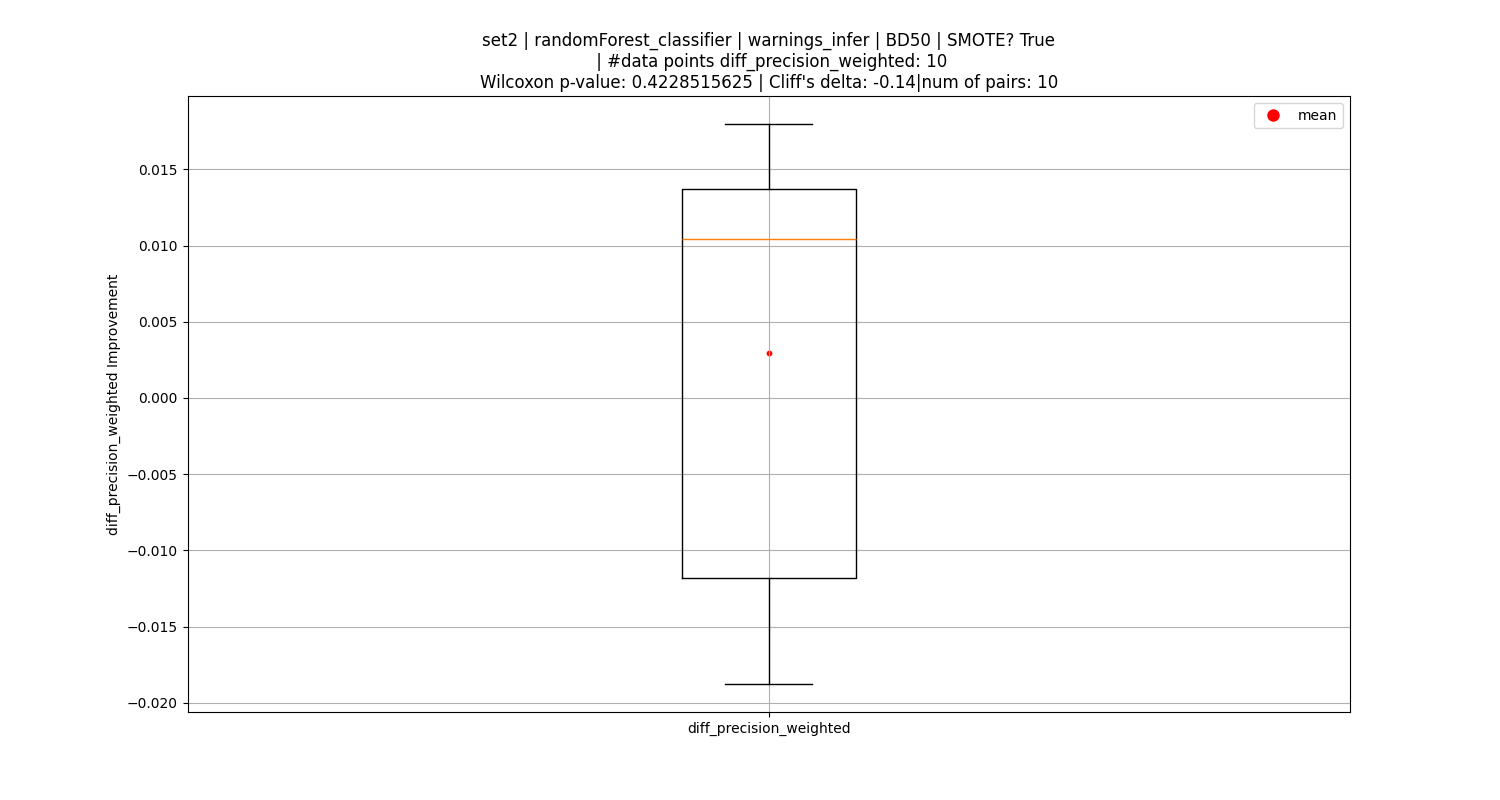 set2 | randomForest_classifier | warnings_infer | BD50 | SMOTE? True
| #data points diff_precision_weighted: 10
Wilcoxon p-value: 0.4228515625 | Cliff's delta: -0.14|num of pairs: 10
mean
0.015
0.010
0.005
0.000
−0.005
−0.010
−0.015
−0.020
diff_precision_weighted Improvement
diff_precision_weighted